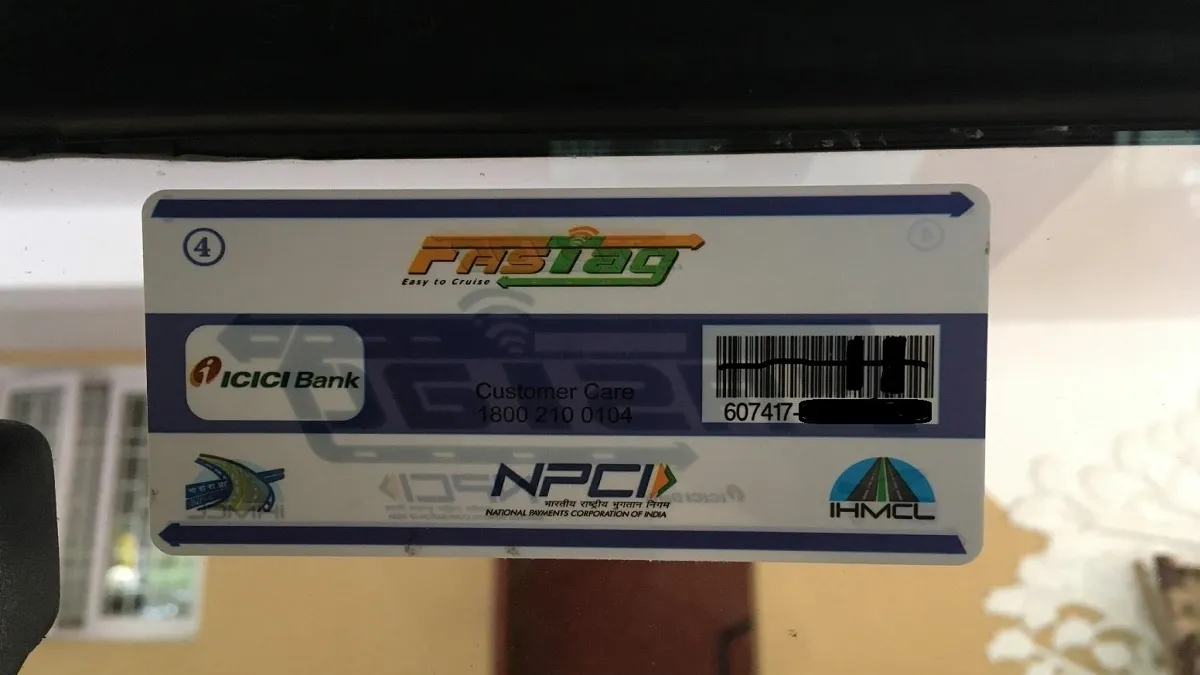 4
FASTag
Easy to Cruise
ICICI Bank
Customer Care
1800 210 0104
607417-
NPCI
भारतीय राष्ट्रीय भुगतान निगम
NATIONAL PAYMENTS CORPORATION OF INDIA
IHMCL